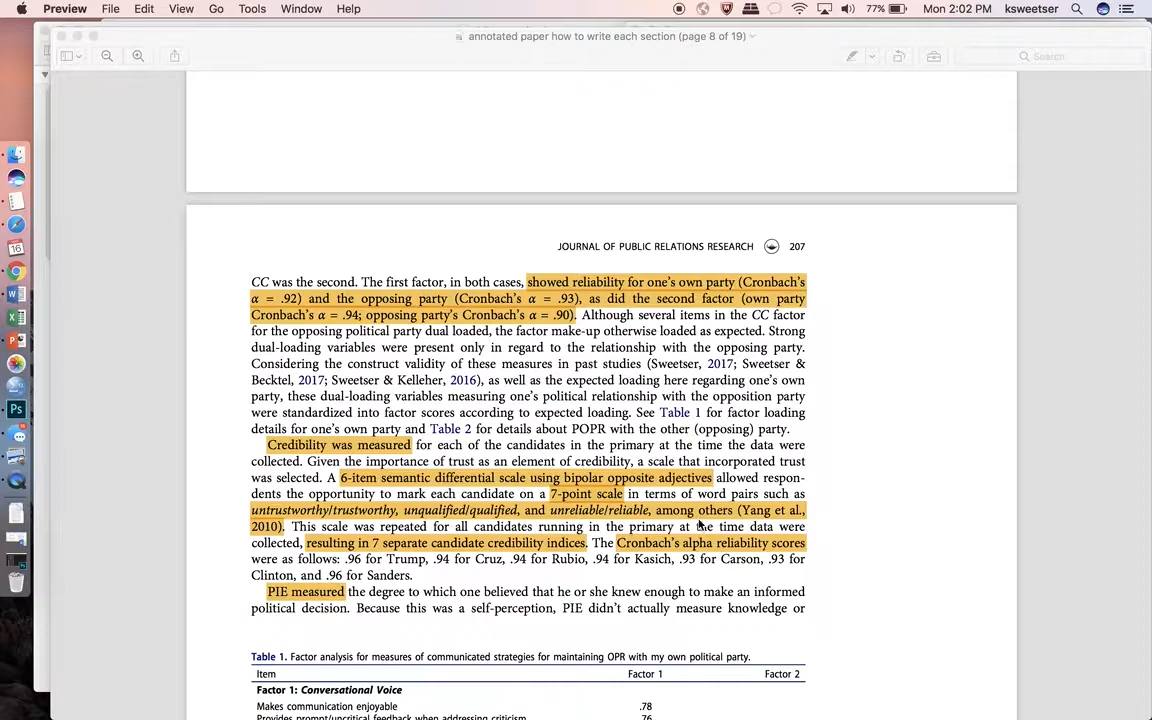 Preview File Edit View Go Tools Window Help 77% Mon 2:02 PM ksweetser
annotated paper how to write each section (page 8 of 19)
Search
JOURNAL OF PUBLIC RELATIONS RESEARCH 207
CC was the second. The first factor, in both cases, showed reliability for one's own party (Cronbach's
α = .92) and the opposing party (Cronbach's α = .93), as did the second factor (own party
Cronbach's α = .94; opposing party's Cronbach's α = .90). Although several items in the CC factor
for the opposing political party dual loaded, the factor make-up otherwise loaded as expected. Strong
dual-loading variables were present only in regard to the relationship with the opposing party.
Considering the construct validity of these measures in past studies (Sweetser, 2017; Sweetser &
Becktel, 2017; Sweetser & Kelleher, 2016), as well as the expected loading here regarding one's own
party, these dual-loading variables measuring one's political relationship with the opposition party
were standardized into factor scores according to expected loading. See Table 1 for factor loading
details for one's own party and Table 2 for details about POPR with the other (opposing) party.
Credibility was measured for each of the candidates in the primary at the time the data were
collected. Given the importance of trust as an element of credibility, a scale that incorporated trust
was selected. A 6-item semantic differential scale using bipolar opposite adjectives allowed respon-
dents the opportunity to mark each candidate on a 7-point scale in terms of word pairs such as
untrustworthy/trustworthy, unqualified/qualified, and unreliable/reliable, among others (Yang et al.,
2010). This scale was repeated for all candidates running in the primary at the time data were
collected, resulting in 7 separate candidate credibility indices. The Cronbach's alpha reliability scores
were as follows: .96 for Trump, .94 for Cruz, .94 for Rubio, .94 for Kasich, .93 for Carson, .93 for
Clinton, and .96 for Sanders.
PIE measured the degree to which one believed that he or she knew enough to make an informed
political decision. Because this was a self-perception, PIE didn't actually measure knowledge or
Table 1. Factor analysis for measures of communicated strategies for maintaining OPR with my own political party.
Item Factor 1 Factor 2
Factor 1: Conversational Voice
Makes communication enjoyable .78
Provides prompt/uncritical feedback when addressing criticism .76